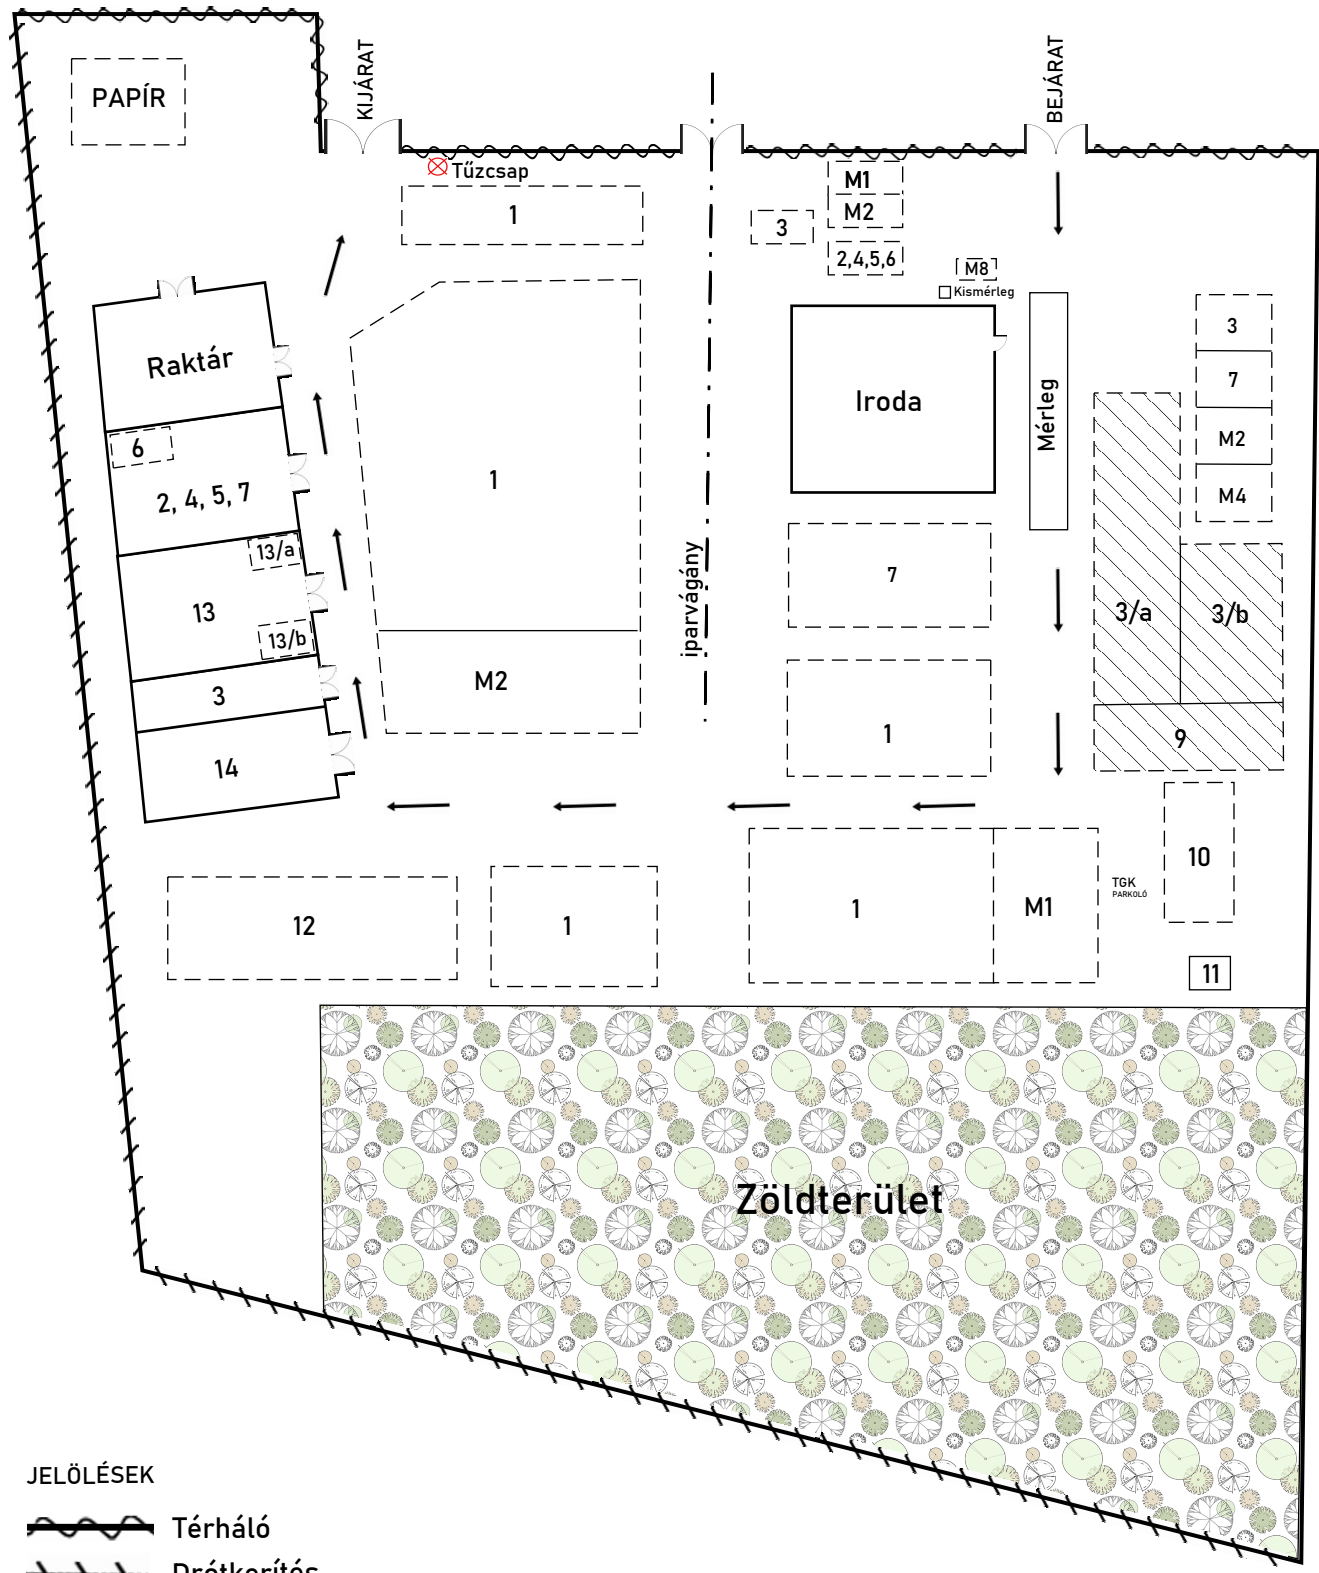 PAPÍR
KIJÁRAT
BEJÁRAT
Tűzcsap
1
M1
M2
3
2,4,5,6
M8
Kismérleg
Raktár
6
2, 4, 5, 7
13/a
13
13/b
3
14
1
M2
iparvágány
Iroda
Mérleg
3
7
M2
M4
7
1
3/a
3/b
9
10
TGK
PARKOLÓ
11
12
1
1
M1
Zöldterület
JELÖLÉSEK
Térháló
Drótkerítés